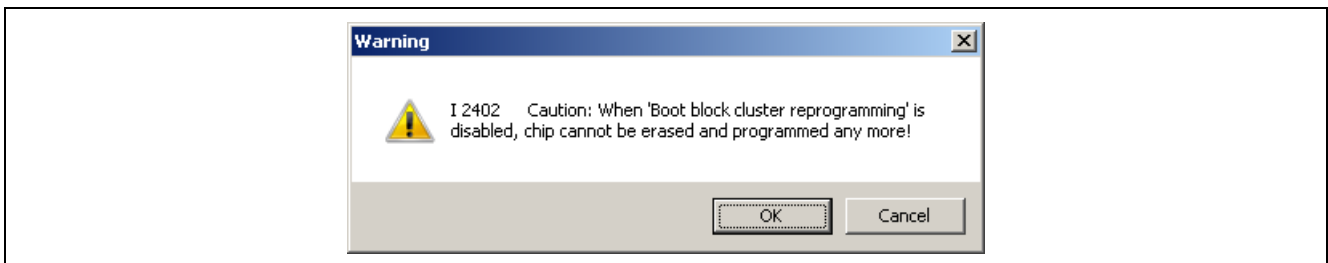 Warning
I 2402 Caution: When 'Boot block cluster reprogramming' is
disabled, chip cannot be erased and programmed any more!
OK
Cancel